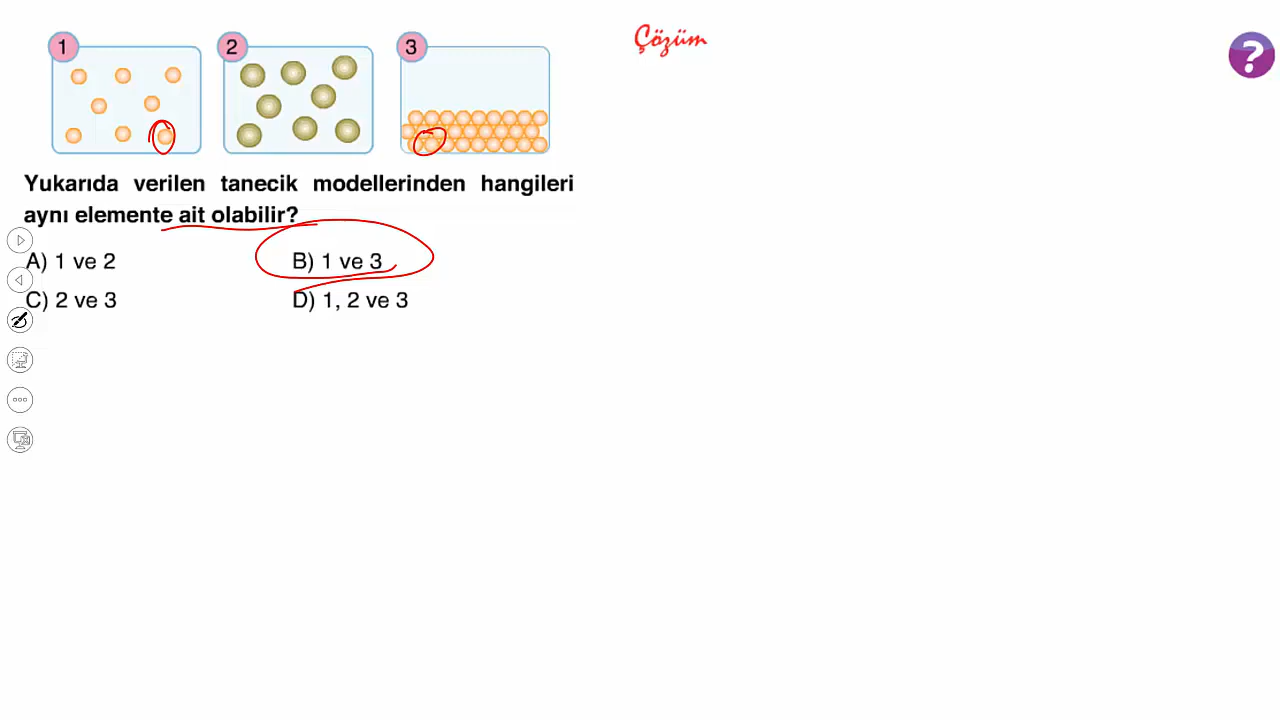 1
2
3
Yukarıda verilen tanecik modellerinden hangileri
aynı elemente ait olabilir?
A) 1 ve 2
B) 1 ve 3
C) 2 ve 3
D) 1, 2 ve 3
Çözüm
?